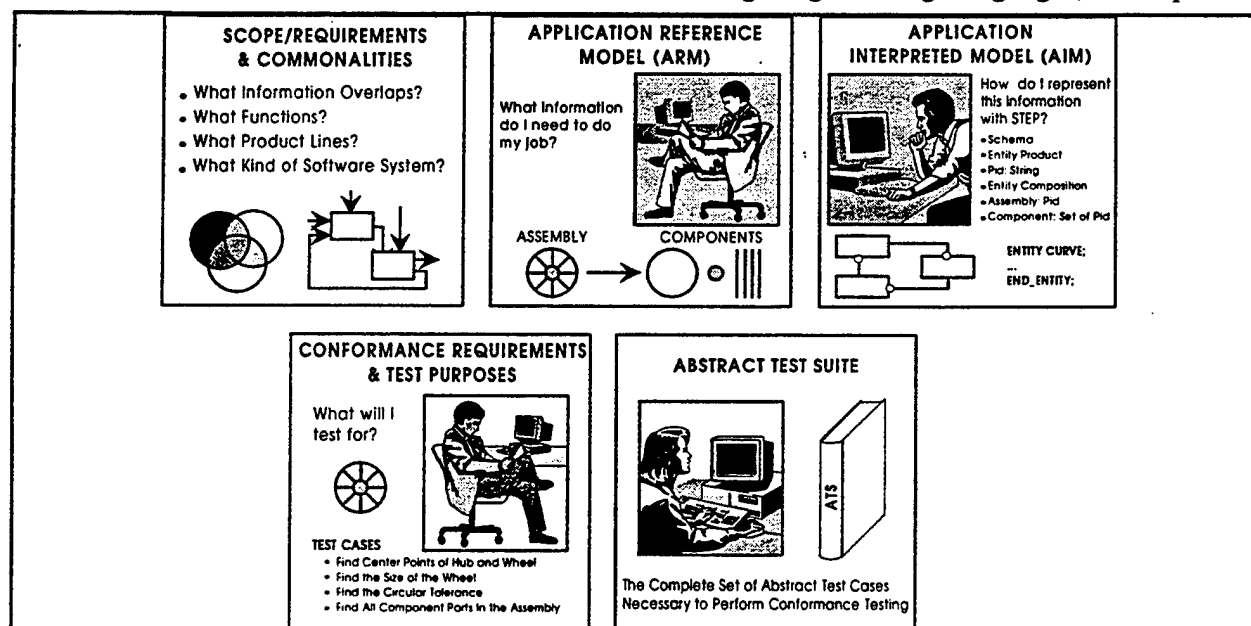 SCOPE/REQUIREMENTS
& COMMONALITIES
• What Information Overlaps?
• What Functions?
• What Product Lines?
• What Kind of Software System?
APPLICATION REFERENCE
MODEL (ARM)
What Information
do I need to do
my job?
ASSEMBLY
COMPONENTS
APPLICATION
INTERPRETED MODEL (AIM)
How do I represent
this Information
with STEP?
• Schema
• Entity Product
• Pid: String
• Entity Composition
• Assembly: Pid
• Component: Set of Pid
ENTITY CURVE;
...
END_ENTITY;
CONFORMANCE REQUIREMENTS
& TEST PURPOSES
What will I
test for?
TEST CASES
• Find Center Points of Hub and Wheel
• Find the Size of the Wheel
• Find the Circular Tolerance
• Find All Component Parts in the Assembly
ABSTRACT TEST SUITE
ATS
The Complete Set of Abstract Test Cases
Necessary to Perform Conformance Testing